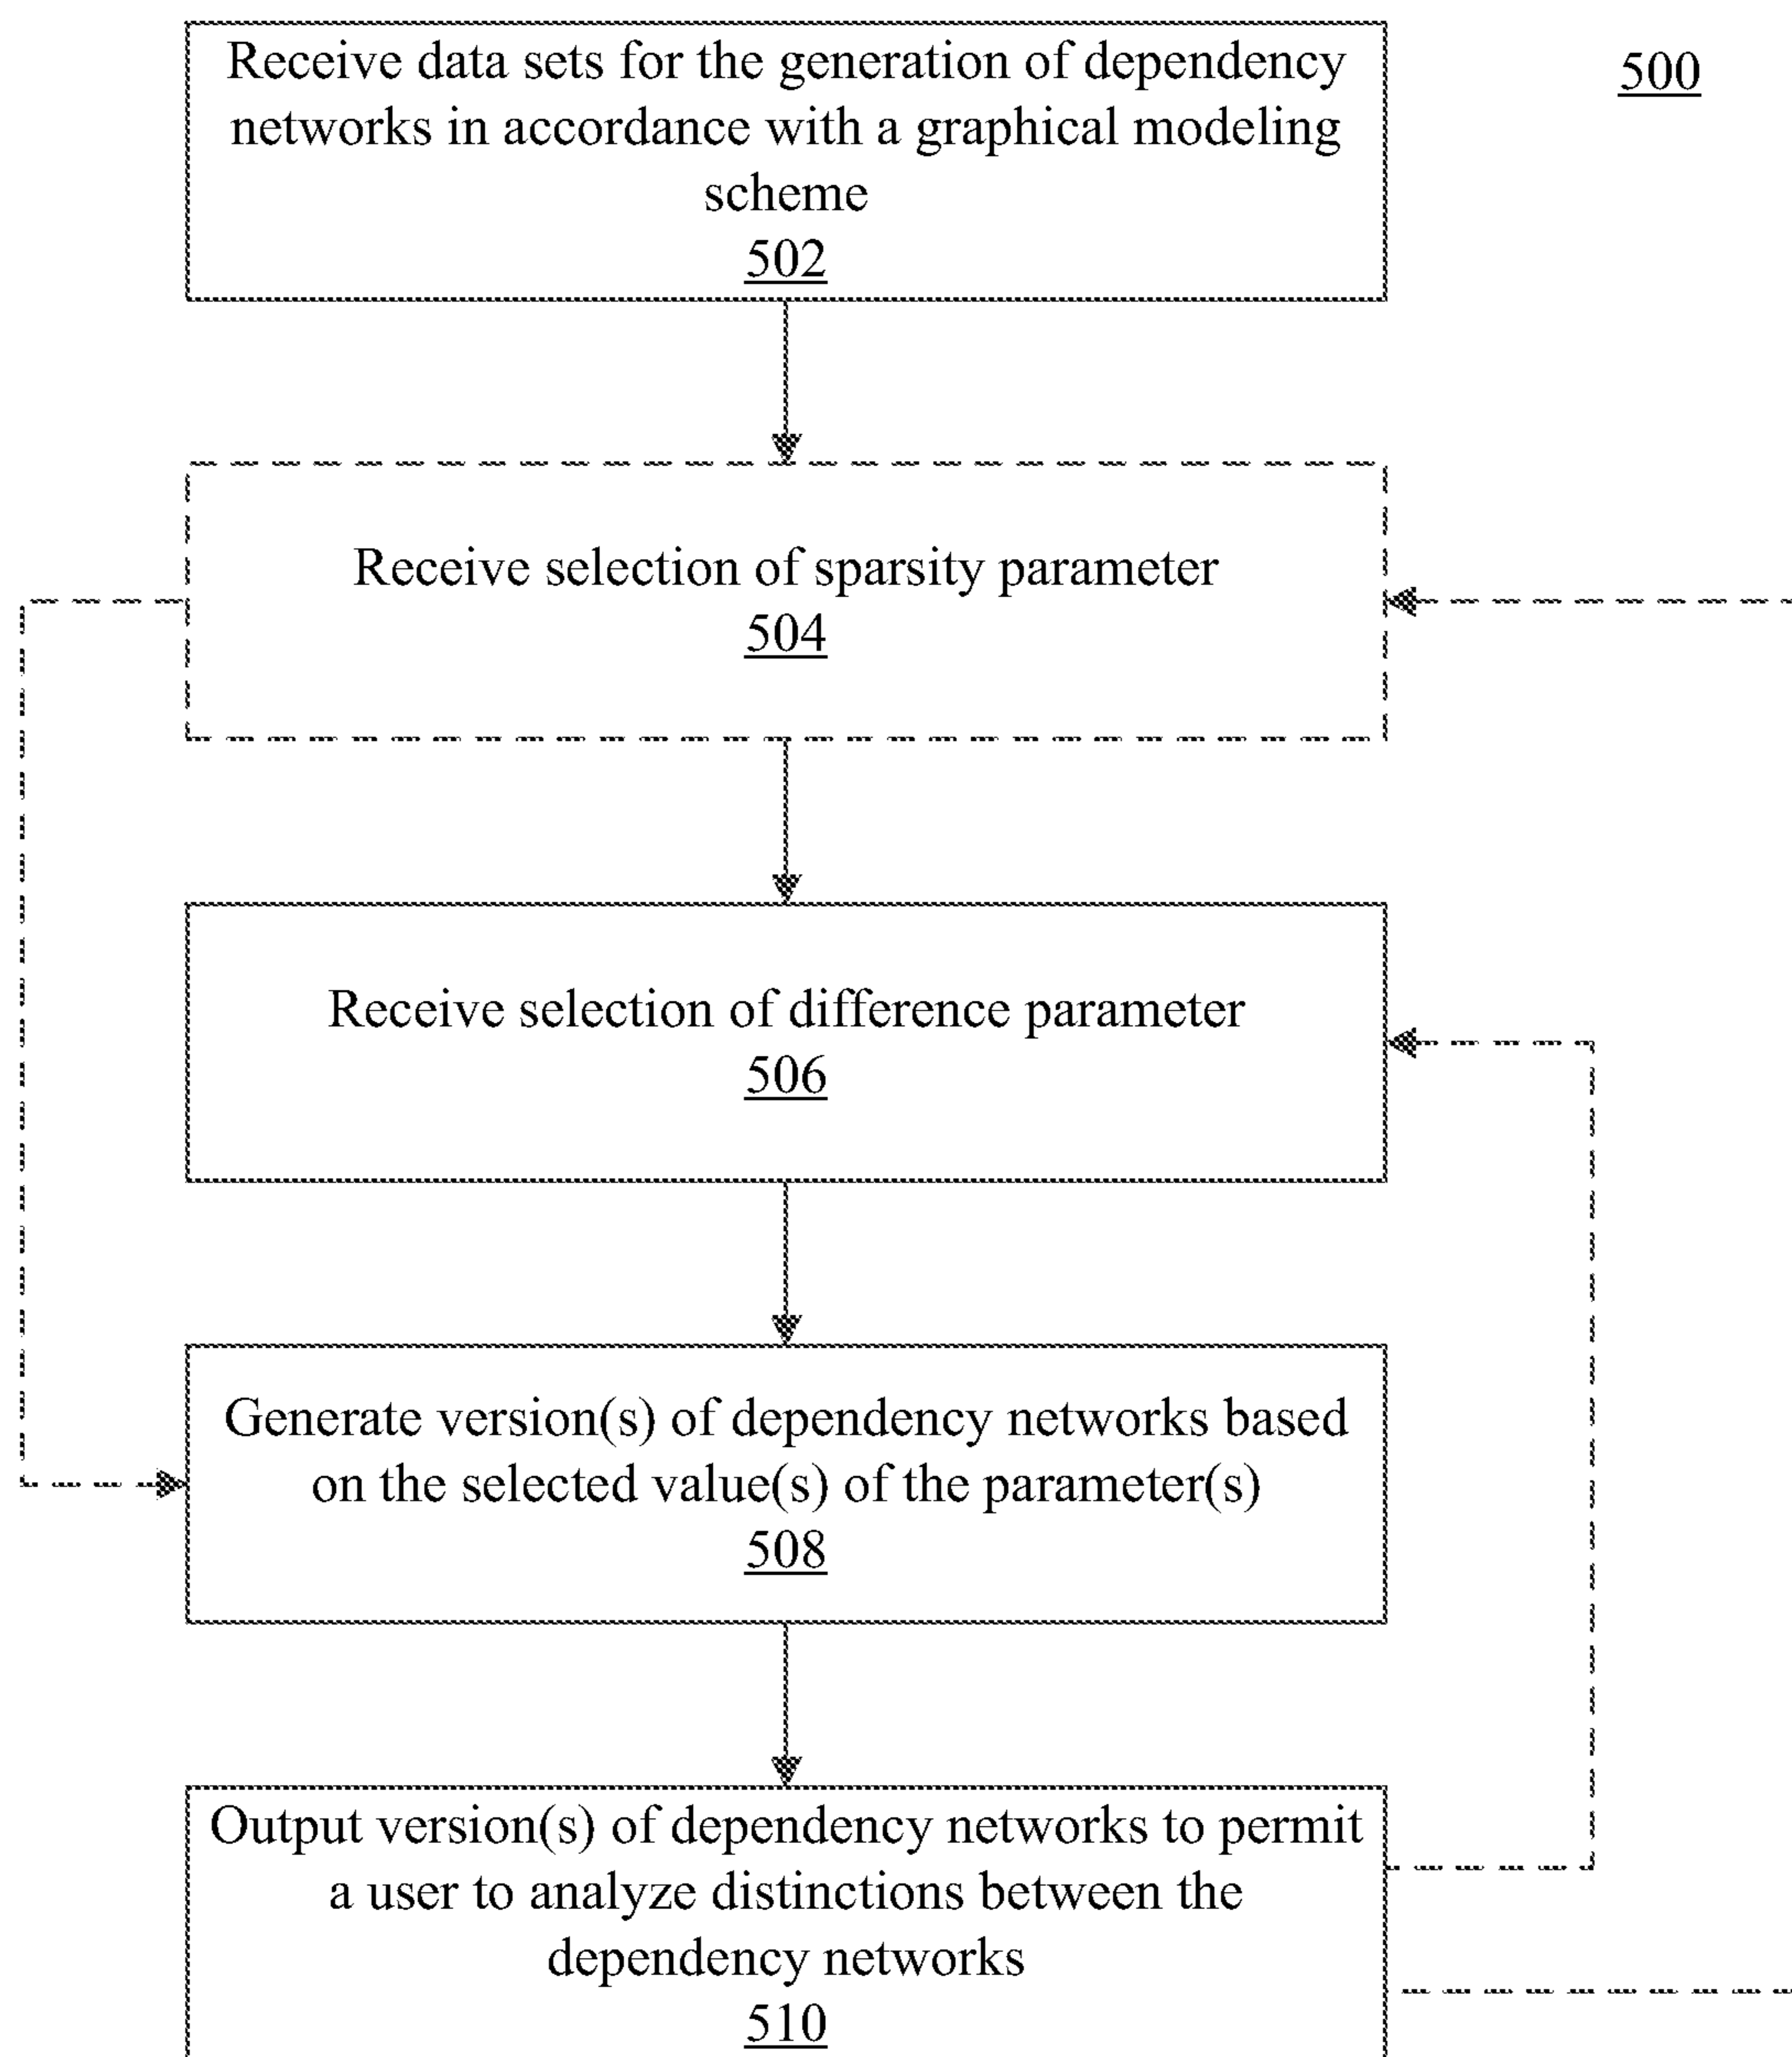 500
Receive data sets for the generation of dependency
networks in accordance with a graphical modeling
scheme
502
Receive selection of sparsity parameter
504
Receive selection of difference parameter
506
Generate version(s) of dependency networks based
on the selected value(s) of the parameter(s)
508
Output version(s) of dependency networks to permit
a user to analyze distinctions between the
dependency networks
510